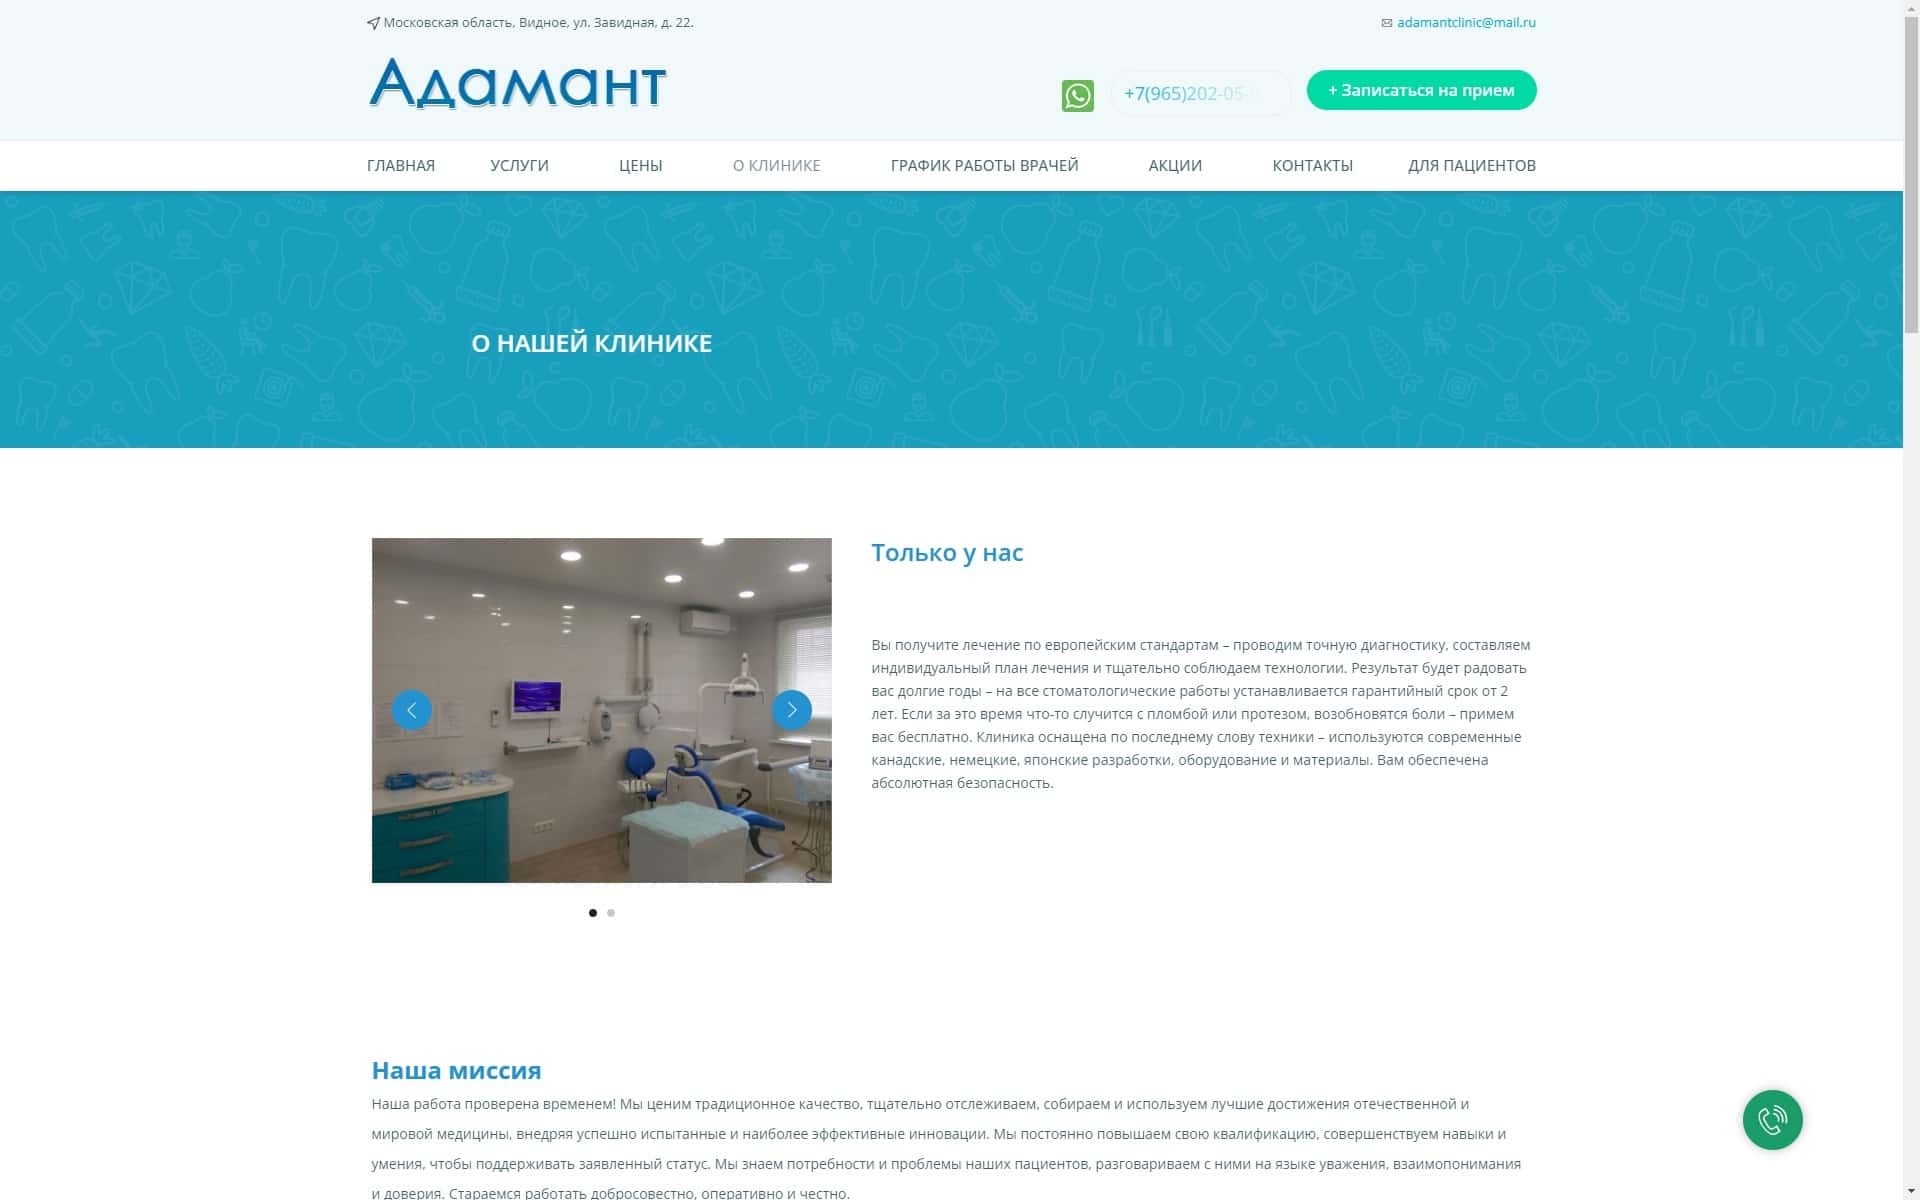 Московская область, Видное, ул. Завидная, д. 22.
adamantclinic@mail.ru
Адамант
+7(965)202-05-
+ Записаться на прием
ГЛАВНАЯ УСЛУГИ ЦЕНЫ О КЛИНИКЕ ГРАФИК РАБОТЫ ВРАЧЕЙ АКЦИИ КОНТАКТЫ ДЛЯ ПАЦИЕНТОВ
О НАШЕЙ КЛИНИКЕ
Только у нас
Вы получите лечение по европейским стандартам – проводим точную диагностику, составляем
индивидуальный план лечения и тщательно соблюдаем технологии. Результат будет радовать
вас долгие годы – на все стоматологические работы устанавливается гарантийный срок от 2
лет. Если за это время что-то случится с пломбой или протезом, возобновятся боли – примем
вас бесплатно. Клиника оснащена по последнему слову техники – используются современные
канадские, немецкие, японские разработки, оборудование и материалы. Вам обеспечена
абсолютная безопасность.
Наша миссия
Наша работа проверена временем! Мы ценим традиционное качество, тщательно отслеживаем, собираем и используем лучшие достижения отечественной и
мировой медицины, внедряя успешно испытанные и наиболее эффективные инновации. Мы постоянно повышаем свою квалификацию, совершенствуем навыки и
умения, чтобы поддерживать заявленный статус. Мы знаем потребности и проблемы наших пациентов, разговариваем с ними на языке уважения, взаимопонимания
и доверия. Стараемся работать добросовестно, оперативно и честно.